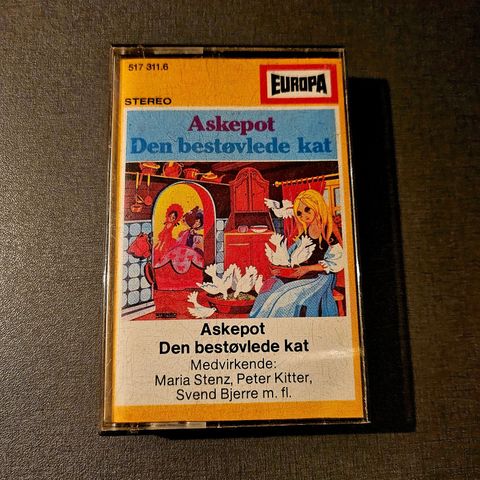 517 311.6
EUROPA
STEREO
Askepot
Den bestøvlede kat
Askepot
Den bestøvlede kat
Medvirkende:
Maria Stenz, Peter Kitter,
Svend Bjerre m. fl.